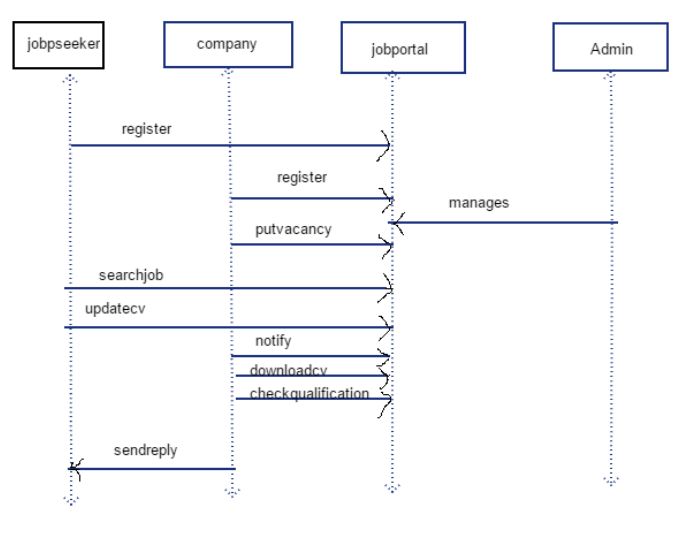 jobpseeker
company
jobportal
Admin
register
register
manages
putvacancy
searchjob
updatecv
notify
downloadcv
checkqualification
sendreply